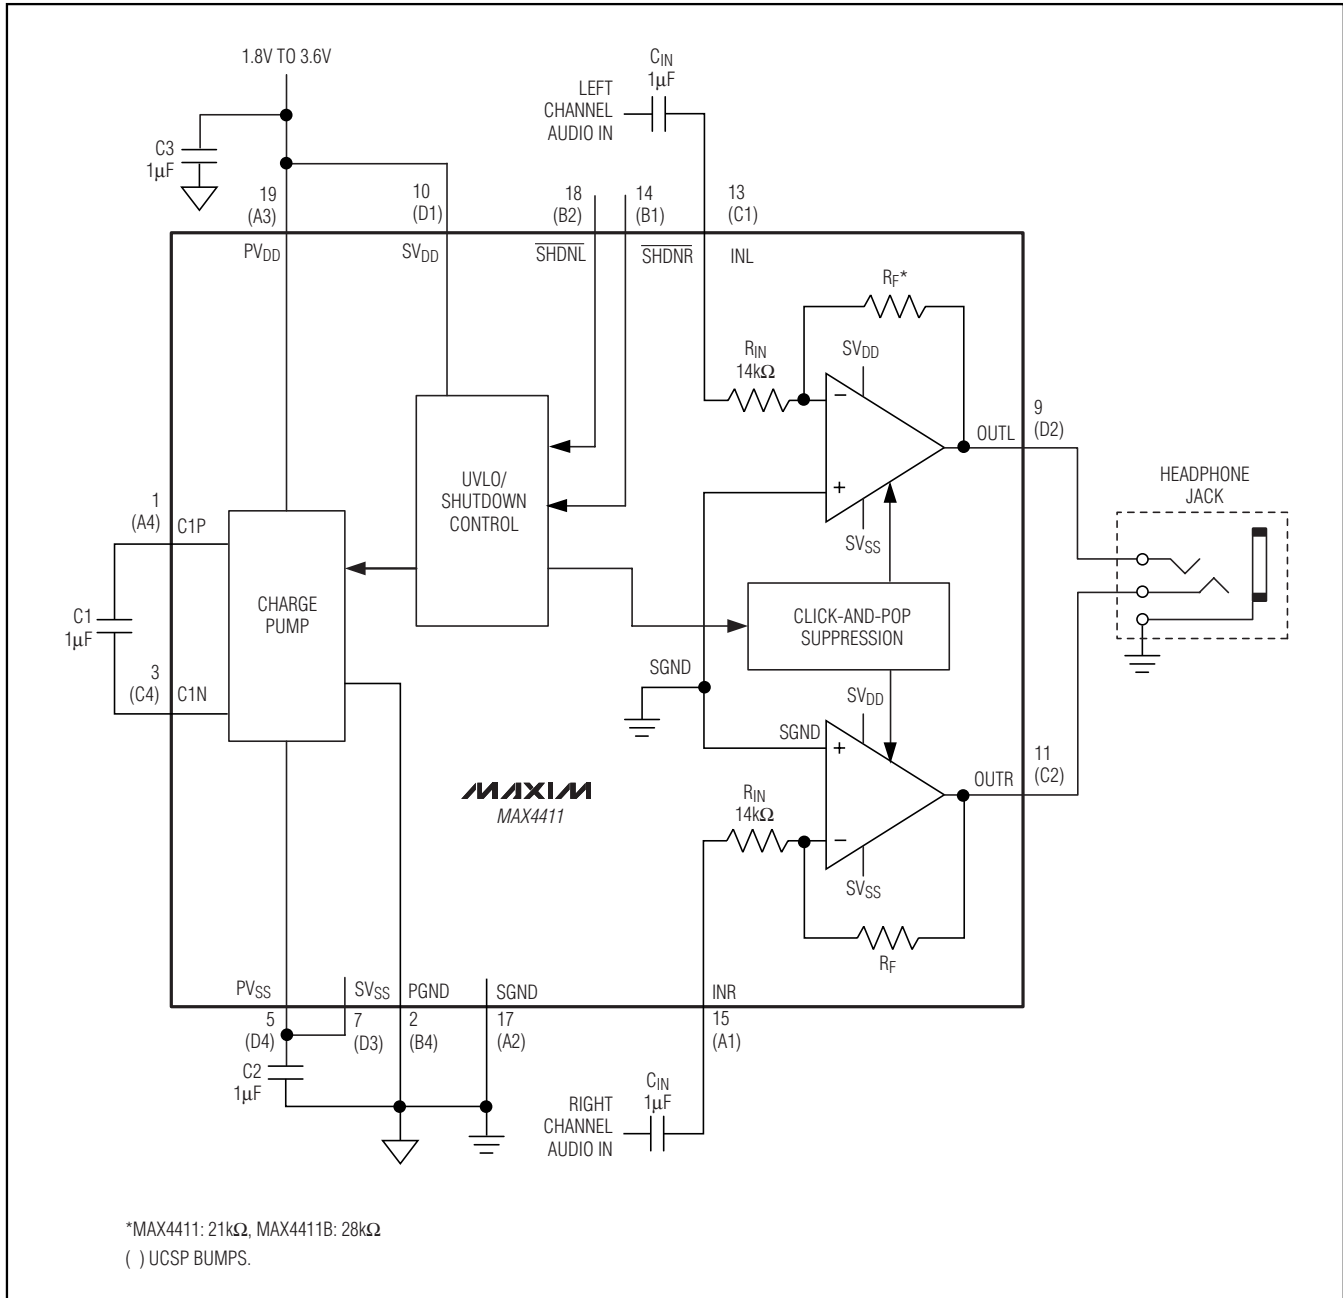 1.8V TO 3.6V
C3
1µF
LEFT
CHANNEL
AUDIO IN
CIN
1µF
19
(A3)
10
(D1)
18
(B2)
14
(B1)
13
(C1)
PVDD
SVDD
SHDNL
SHDNR
INL
RF*
RIN
14kΩ
SVDD
−
+
SVSS
OUTL
9
(D2)
HEADPHONE
JACK
UVLO/
SHUTDOWN
CONTROL
1
(A4)
C1P
CHARGE
PUMP
C1
1µF
3
(C4)
C1N
CLICK-AND-POP
SUPPRESSION
SGND
SVDD
SGND
+
−
OUTR
11
(C2)
MAXIM
MAX4411
RIN
14kΩ
SVSS
RF
PVSS
SVSS
PGND
SGND
INR
5
(D4)
7
(D3)
2
(B4)
17
(A2)
15
(A1)
C2
1µF
RIGHT
CHANNEL
AUDIO IN
CIN
1µF
*MAX4411: 21kΩ, MAX4411B: 28kΩ
( ) UCSP BUMPS.